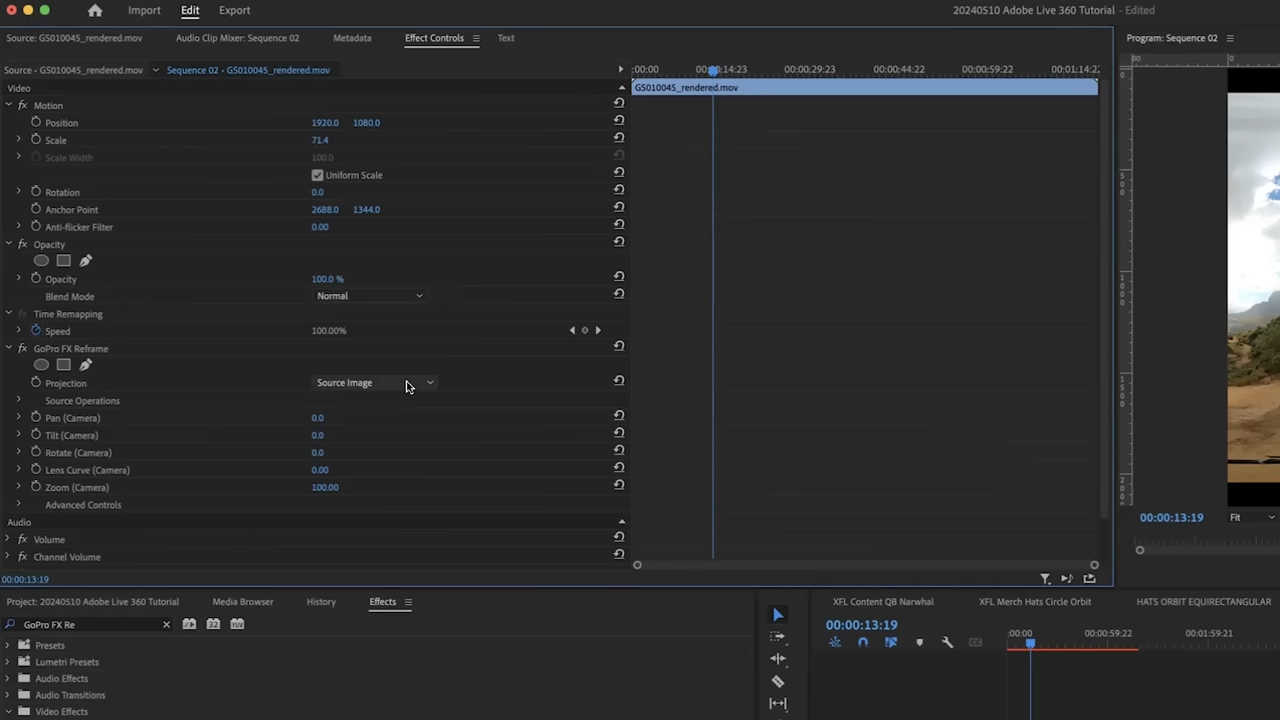 Import Edit Export 20240510 Adobe Live 360 Tutorial - Edited
Source: GS010045_rendered.mov Audio Clip Mixer: Sequence 02 Metadata Effect Controls Text Program: Sequence 02
Source - GS010045_rendered.mov Sequence 02 - GS010045_rendered.mov
:00:00 00:00:14:23 00:00:29:23 00:00:44:22 00:00:59:22 00:01:14:22
Video
GS010045_rendered.mov
Motion
Position 1920.0 1080.0
Scale 71.4
Scale Width 100.0
Uniform Scale
Rotation 0.0
Anchor Point 2688.0 1344.0
Anti-flicker Filter 0.00
Opacity
Opacity 100.0 %
Blend Mode Normal
Time Remapping
Speed 100.00%
GoPro FX Reframe
Projection Source Image
Source Operations
Pan (Camera) 0.0
Tilt (Camera) 0.0
Rotate (Camera) 0.0
Lens Curve (Camera) 0.00
Zoom (Camera) 100.00
Advanced Controls
Audio
Volume
Channel Volume
00:00:13:19
00:00:13:19 Fit
Project: 20240510 Adobe Live 360 Tutorial Media Browser History Effects
GoPro FX Re
Presets
Lumetri Presets
Audio Effects
Audio Transitions
Video Effects
XFL Content QB Narwhal XFL Merch Hats Circle Orbit HATS ORBIT EQUIRECTANGULAR
00:00:13:19
:00:00 00:00:59:22 00:01:59:21